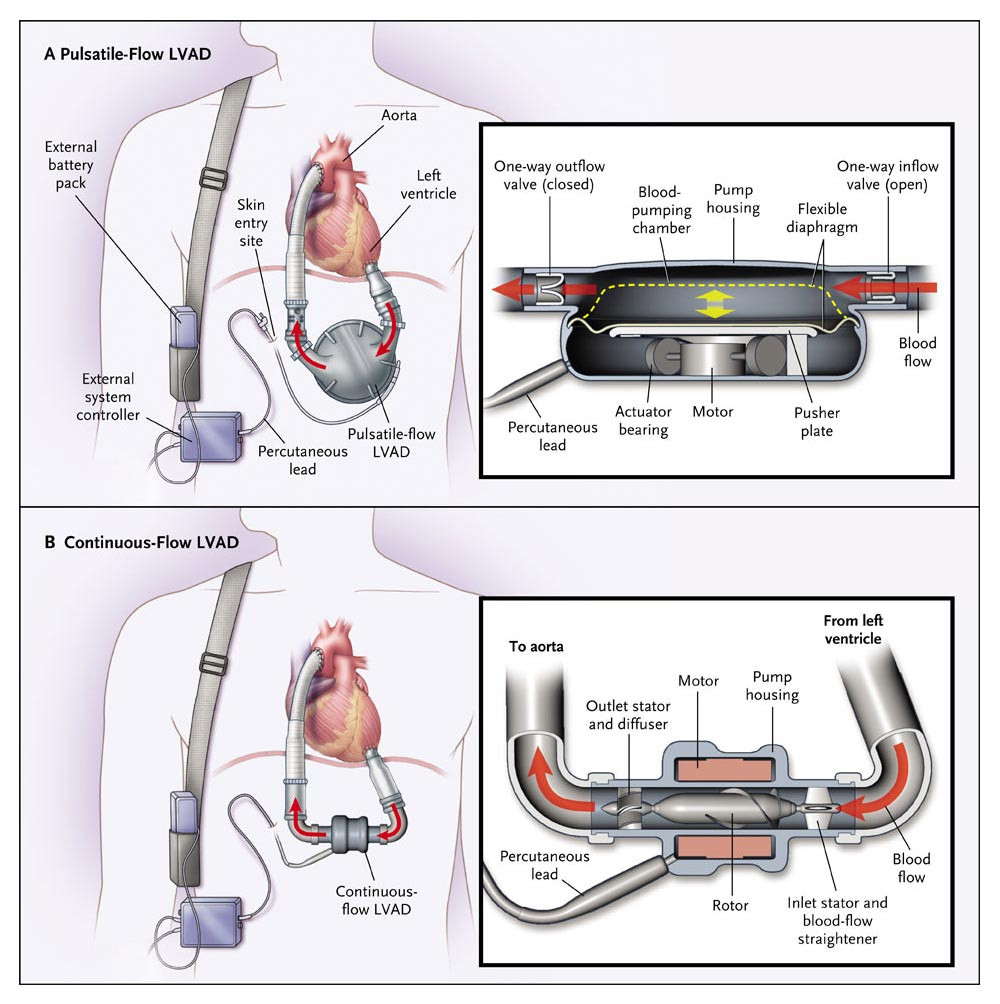 A Pulsatile-Flow LVAD
Aorta
External
battery
pack
Left
ventricle
Skin
entry
site
External
system
controller
Percutaneous
lead
Pulsatile-flow
LVAD
One-way outflow
valve (closed)
Blood-
pumping
chamber
Pump
housing
Flexible
diaphragm
One-way inflow
valve (open)
Blood
flow
Percutaneous
lead
Actuator
bearing
Motor
Pusher
plate
B Continuous-Flow LVAD
Continuous-
flow LVAD
To aorta
From left
ventricle
Motor
Pump
housing
Outlet stator
and diffuser
Percutaneous
lead
Rotor
Inlet stator and
blood-flow
straightener
Blood
flow